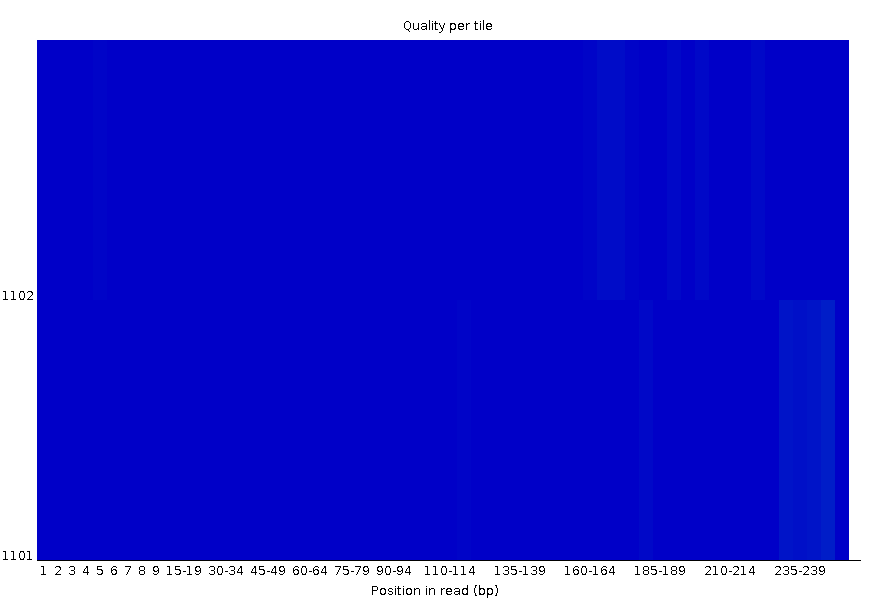 Quality per tile
1102
1101
1 2 3 4 5 6 7 8 9 15-19 30-34 45-49 60-64 75-79 90-94 110-114 135-139 160-164 185-189 210-214 235-239
Position in read (bp)